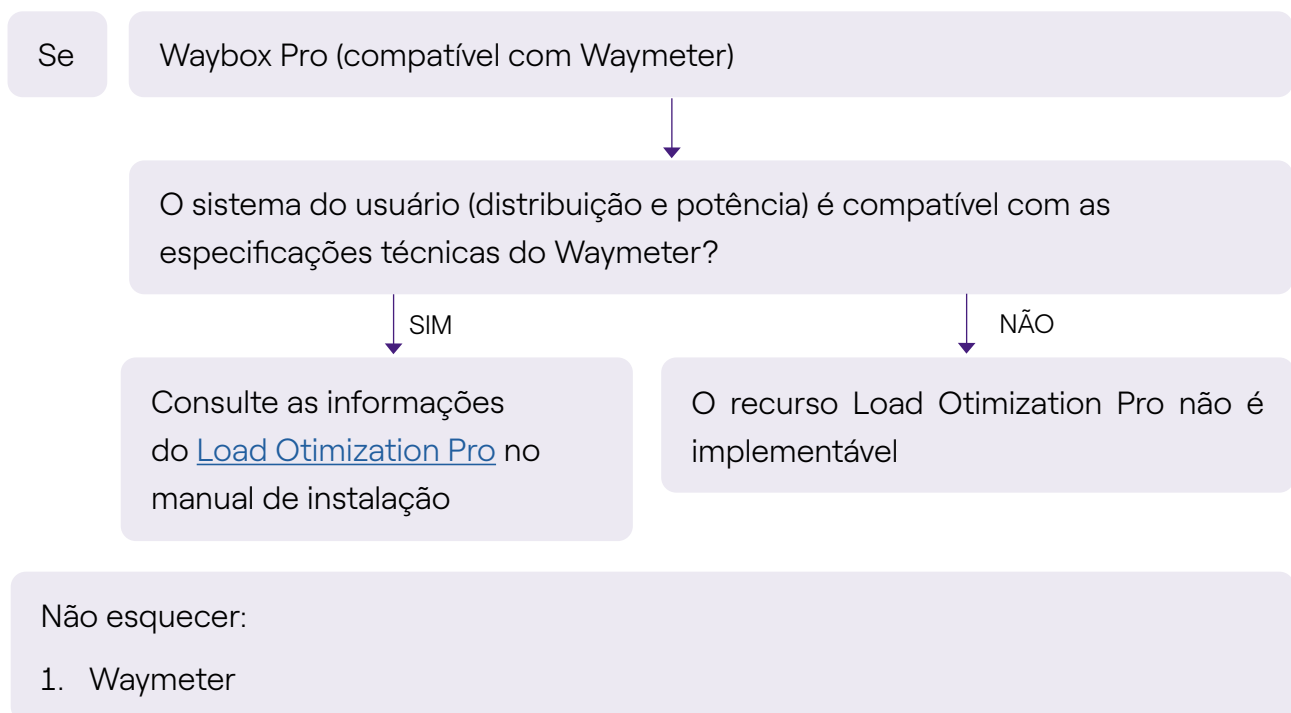 Se
Waybox Pro (compatível com Waymeter)
O sistema do usuário (distribuição e potência) é compatível com as
especificações técnicas do Waymeter?
SIM
NÃO
Consulte as informações
do Load Otimization Pro no
manual de instalação
O recurso Load Otimization Pro não é
implementável
Não esquecer:
1. Waymeter